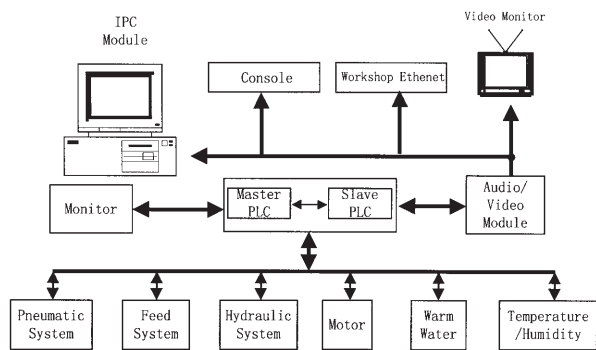 IPC
Module
Video Monitor
Console
Workshop Ethenet
Monitor
Master
PLC
Slave
PLC
Audio/
Video
Module
Pneumatic
System
Feed
System
Hydraulic
System
Motor
Warm
Water
Temperature
/Humidity